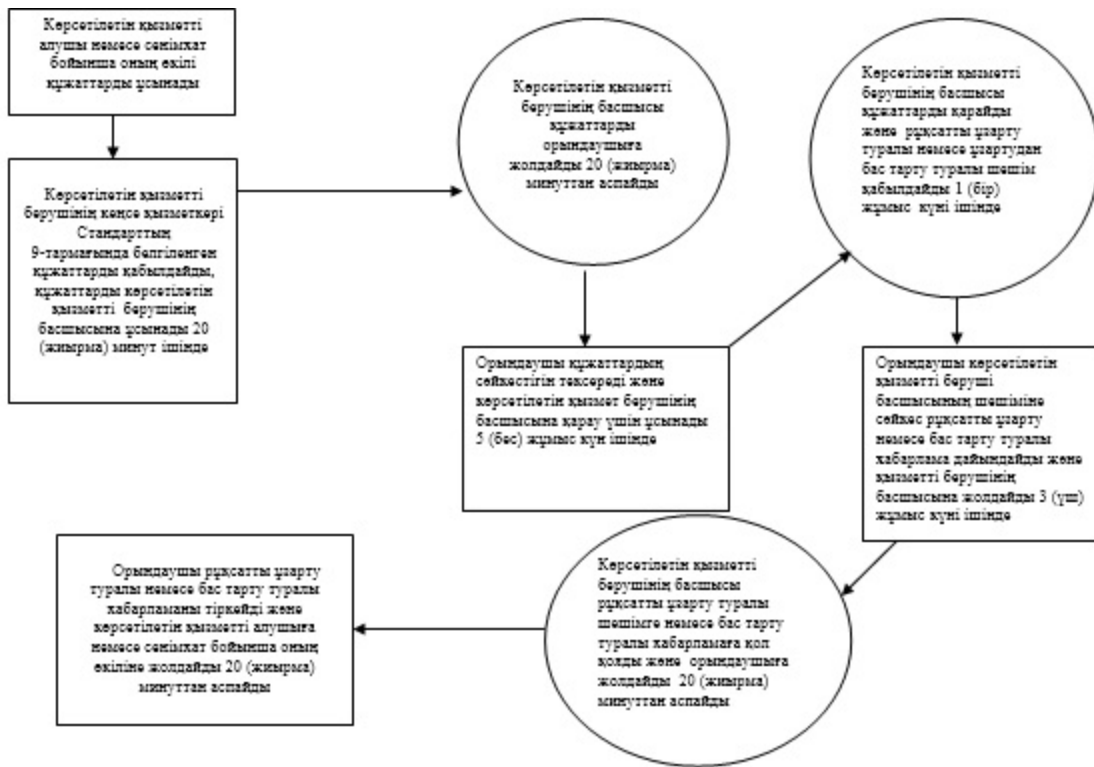 Көрсетілетін қызметті
алушы немесе сенімхат
бойынша оның өкілі
құжаттарды ұсынады
Көрсетілетін қызметті
берушінің кеңсе қызметкері
Стандарттың
9-тармағында белгіленген
құжаттарды қабылдайды,
құжаттарды көрсетілетін
қызметті берушінің
басшысына ұсынады 20
(жиырма) минут ішінде
Көрсетілетін қызметті
берушінің басшысы
құжаттарды
орындаушыға
жолдайды 20 (жиырма)
минуттан аспайды
Орындаушы құжаттардың
сәйкестігін тексереді және
көрсетілетін қызмет берушінің
басшысына қарау үшін ұсынады
5 (бес) жұмыс күн ішінде
Көрсетілетін қызметті
берушінің басшысы
құжаттарды қарайды
және рұқсатты ұзарту
туралы немесе ұзартудан
бас тарту туралы шешім
қабылдайды 1 (бір)
жұмыс күні ішінде
Орындаушы көрсетілетін
қызметті беруші
басшысының шешіміне
сәйкес рұқсатты ұзарту
немесе бас тарту туралы
хабарлама дайындайды және
қызметті берушінің
басшысына жолдайды 3 (үш)
жұмыс күні ішінде
Көрсетілетін қызметті
берушінің басшысы
рұқсатты ұзарту туралы
шешімге немесе бас тарту
туралы хабарламаға қол
қояды және орындаушыға
жолдайды 20 (жиырма)
минуттан аспайды
Орындаушы рұқсатты ұзарту
туралы немесе бас тарту туралы
хабарламаны тіркейді және
көрсетілетін қызметті алушыға
немесе сенімхат бойынша оның
өкіліне жолдайды 20 (жиырма)
минуттан аспайды